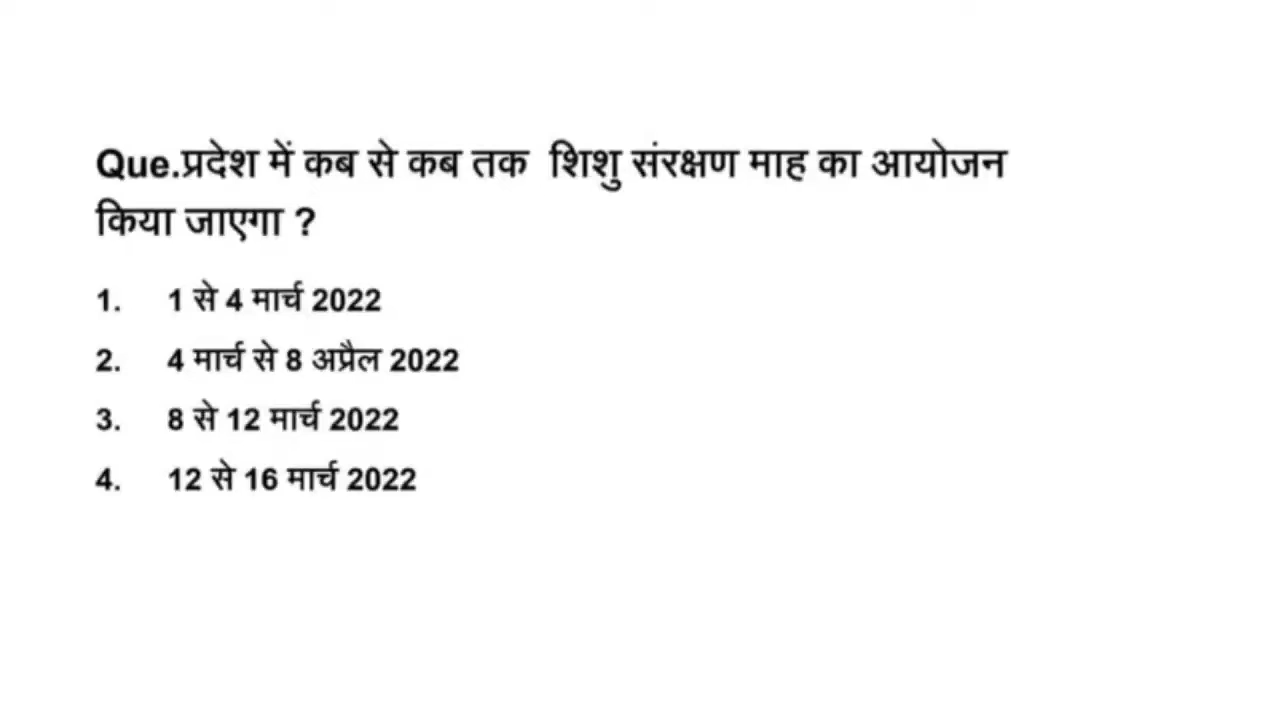 Que.प्रदेश में कब से कब तक शिशु संरक्षण माह का आयोजन
किया जाएगा ?
1. 1 से 4 मार्च 2022
2. 4 मार्च से 8 अप्रैल 2022
3. 8 से 12 मार्च 2022
4. 12 से 16 मार्च 2022